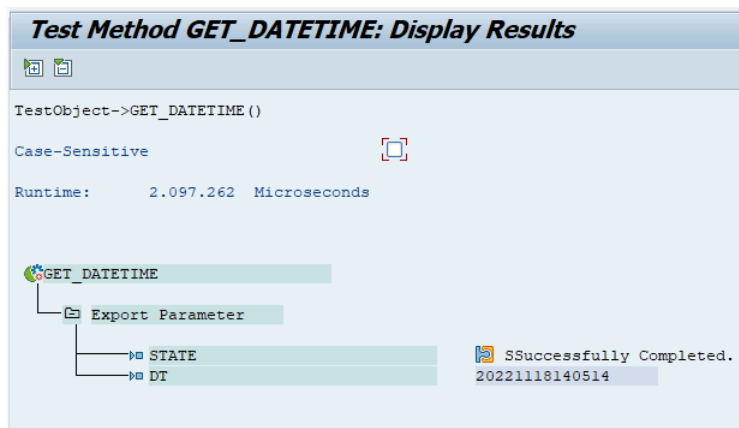 Test Method GET_DATETIME: Display Results
TestObject->GET_DATETIME()
Case-Sensitive
Runtime: 2.097.262 Microseconds
GET_DATETIME
Export Parameter
STATE SSuccessfully Completed.
DT 20221118140514